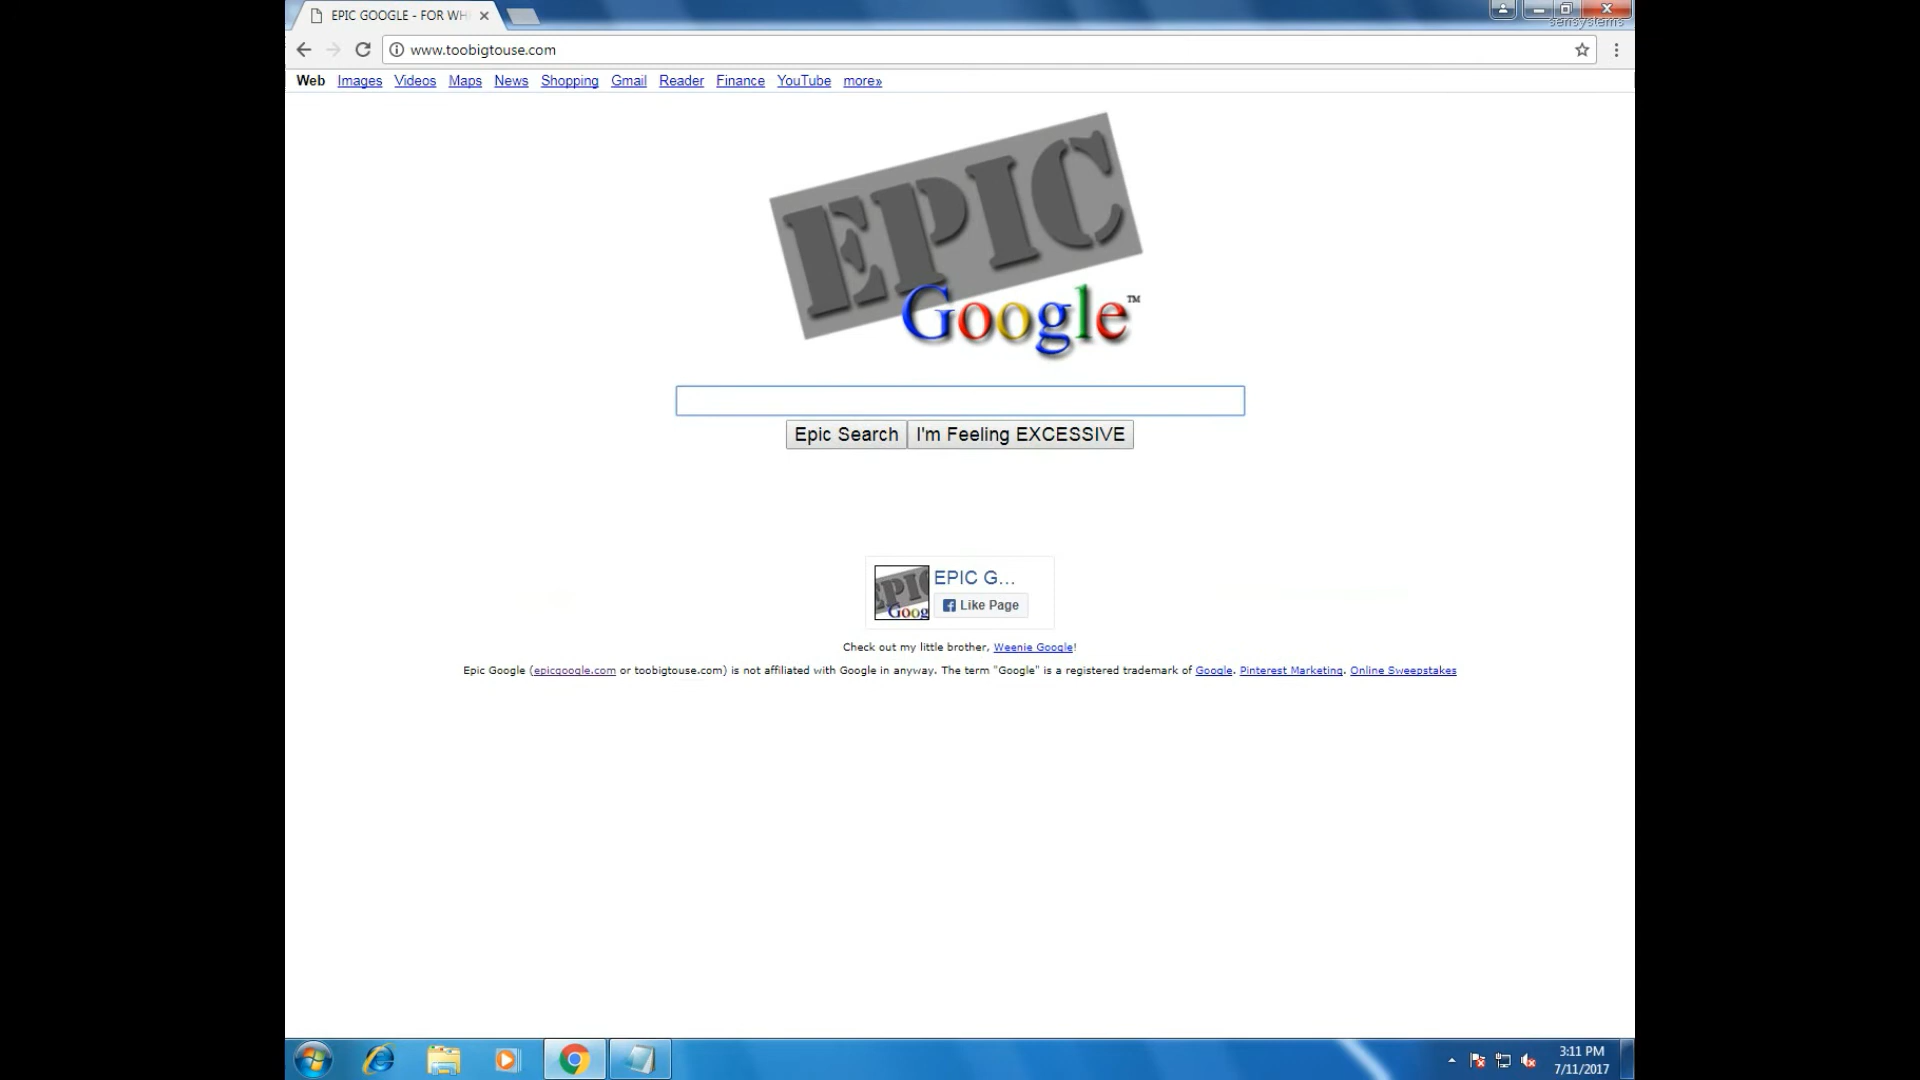 EPIC GOOGLE - FOR WH
sensystems
www.toobigtouse.com
Web Images Videos Maps News Shopping Gmail Reader Finance YouTube more»
EPIC
Google™
Epic Search I'm Feeling EXCESSIVE
EPIC Goog
EPIC G...
Like Page
Check out my little brother, Weenie Google!
Epic Google (epicgoogle.com or toobigtouse.com) is not affiliated with Google in anyway. The term "Google" is a registered trademark of Google. Pinterest Marketing. Online Sweepstakes
3:11 PM
7/11/2017